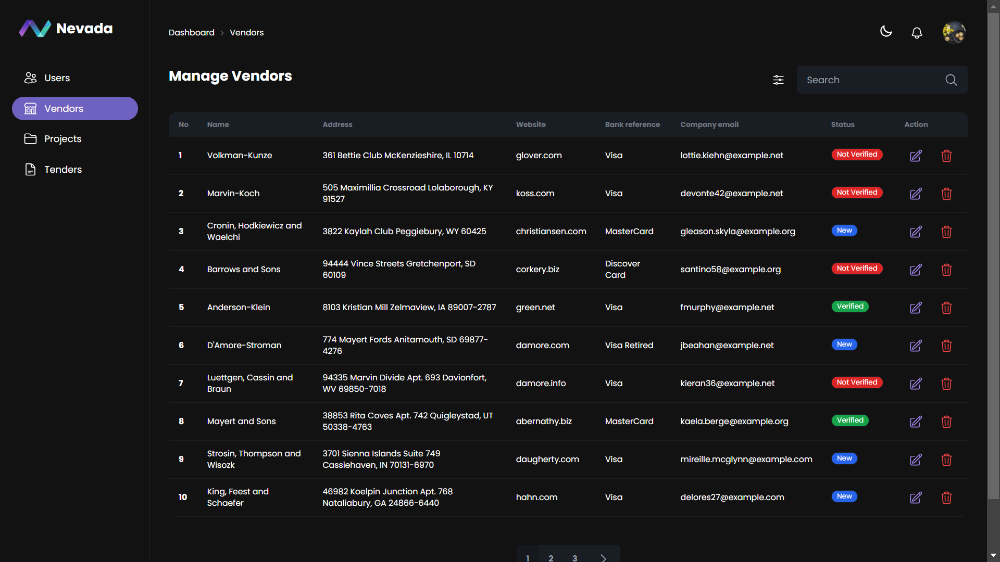 Nevada
Dashboard > Vendors
Users
Vendors
Projects
Tenders
Manage Vendors
Search
No Name Address Website Bank reference Company email Status Action
1 Volkman-Kunze 361 Bettie Club McKenzieshire, IL 10714 glover.com Visa lottie.kiehn@example.net Not Verified
2 Marvin-Koch 505 Maximillia Crossroad Lolaborough, KY
91527 koss.com Visa devonte42@example.net Not Verified
3 Cronin, Hodkiewicz and
Waelchi 3822 Kaylah Club Peggiebury, WY 60425 christiansen.com MasterCard gleason.skyla@example.org New
4 Barrows and Sons 94444 Vince Streets Gretchenport, SD
60109 corkery.biz Discover
Card santino58@example.org Not Verified
5 Anderson-Klein 8103 Kristian Mill Zelmaview, IA 89007-2787 green.net Visa fmurphy@example.net Verified
6 D'Amore-Stroman 774 Mayert Fords Anitamouth, SD 69877-
4276 damore.com Visa Retired jbeahan@example.net New
7 Luettgen, Cassin and
Braun 94335 Marvin Divide Apt. 693 Davionfort,
WV 69850-7018 damore.info Visa kieran36@example.net Not Verified
8 Mayert and Sons 38853 Rita Coves Apt. 742 Quigleystad, UT
50338-4763 abernathy.biz MasterCard kaela.berge@example.org Verified
9 Strosin, Thompson and
Wisozk 3701 Sienna Islands Suite 749
Cassiehaven, IN 70131-6970 daugherty.com Visa mireille.mcglynn@example.com New
10 King, Feest and
Schaefer 46982 Koelpin Junction Apt. 768
Nataliabury, GA 24866-6440 hahn.com Visa delores27@example.com New
1 2 3